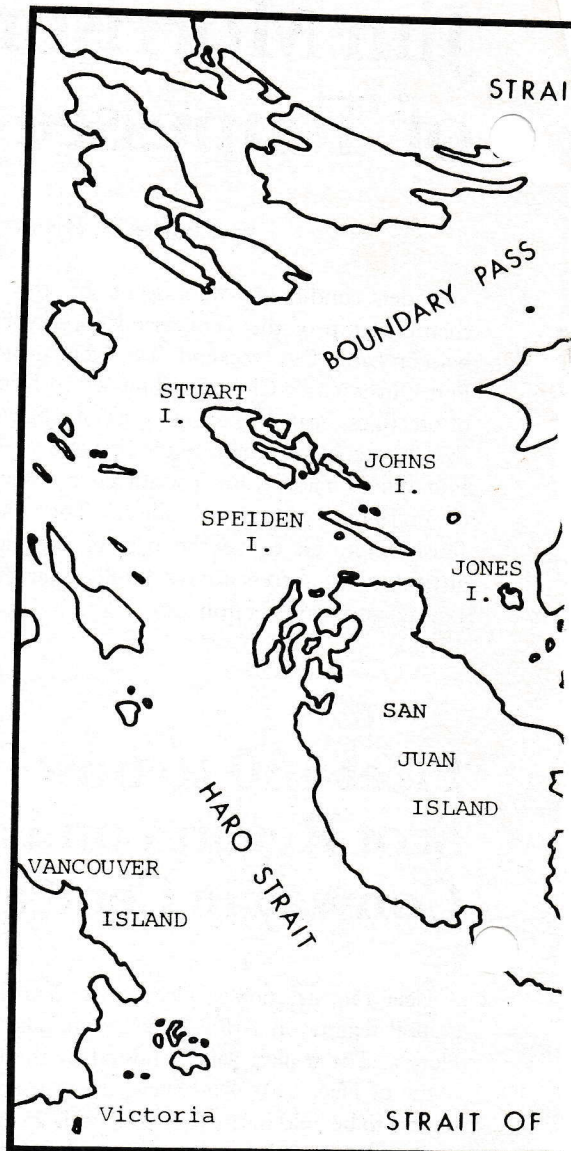 STRAI
BOUNDARY PASS
STUART
I.
JOHNS
I.
SPEIDEN
I.
JONES
I.
SAN
JUAN
ISLAND
HARO STRAIT
VANCOUVER
ISLAND
Victoria
STRAIT OF